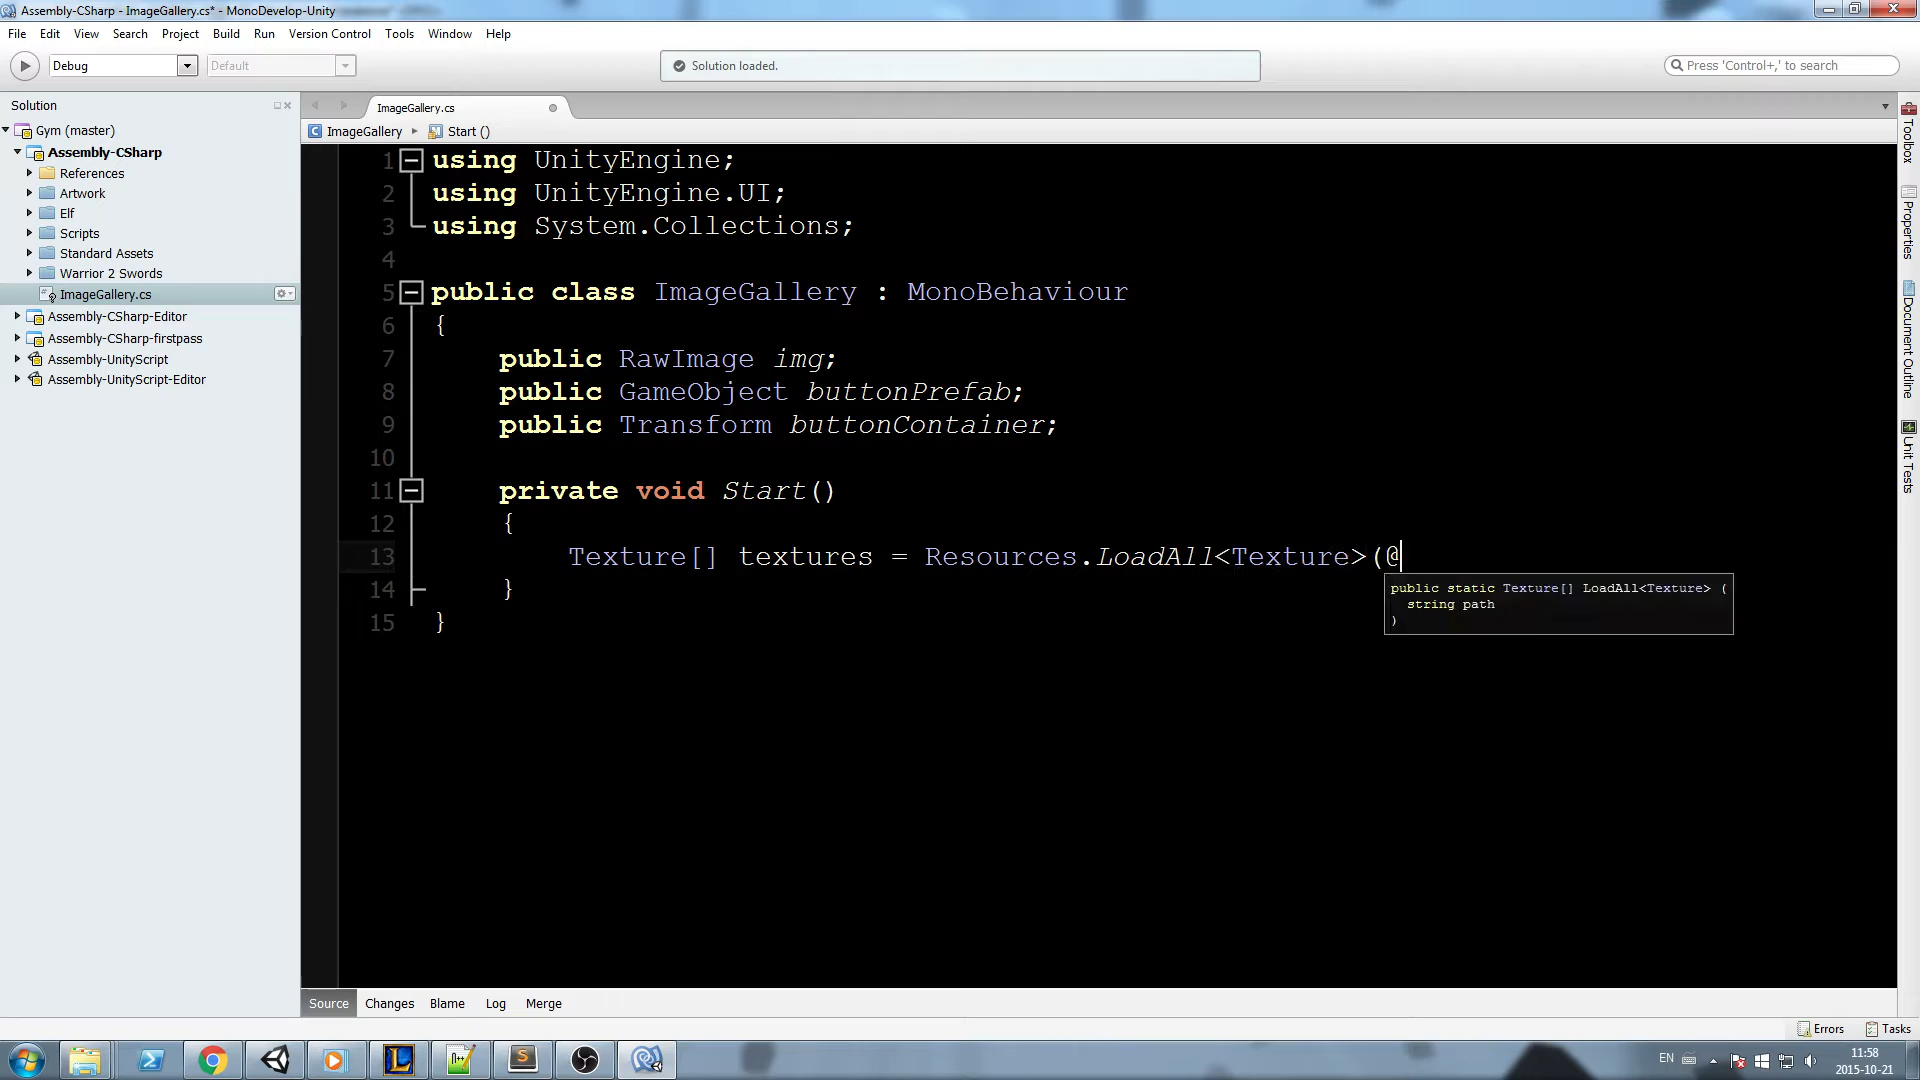 Assembly-CSharp - ImageGallery.cs* - MonoDevelop-Unity
File Edit View Search Project Build Run Version Control Tools Window Help
Debug Default Solution loaded. Press 'Control+,' to search
Solution
Gym (master)
Assembly-CSharp
References
Artwork
Elf
Scripts
Standard Assets
Warrior 2 Swords
ImageGallery.cs
Assembly-CSharp-Editor
Assembly-CSharp-firstpass
Assembly-UnityScript
Assembly-UnityScript-Editor
ImageGallery.cs
ImageGallery Start ()
1 using UnityEngine;
2 using UnityEngine.UI;
3 using System.Collections;
4
5 public class ImageGallery : MonoBehaviour
6 {
7 public RawImage img;
8 public GameObject buttonPrefab;
9 public Transform buttonContainer;
10
11 private void Start()
12 {
13 Texture[] textures = Resources.LoadAll<Texture>(@
14 }
15 }
public static Texture[] LoadAll<Texture> (
string path
)
Toolbox
Properties
Document Outline
Unit Tests
Source Changes Blame Log Merge
Errors Tasks
EN 11:58
2015-10-21